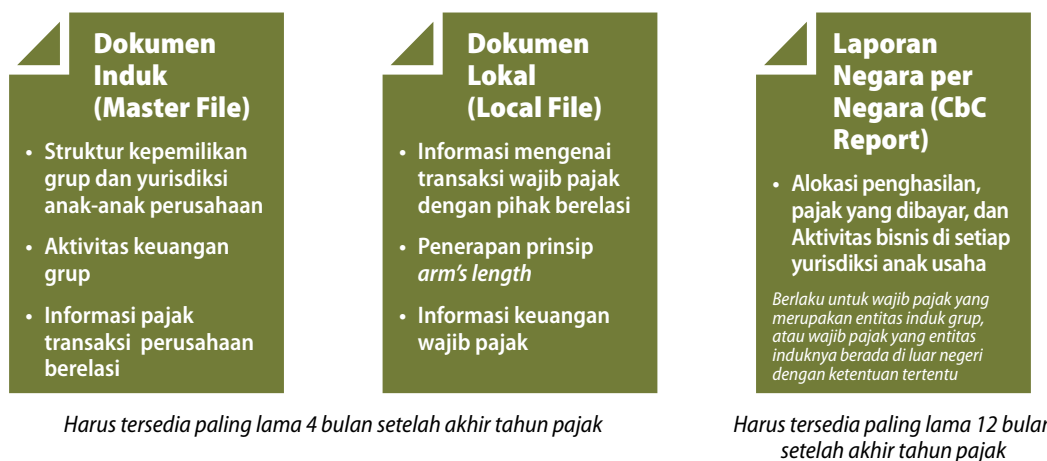 Dokumen
Induk
(Master File)
• Struktur kepemilikan
grup dan yurisdiksi
anak-anak perusahaan
• Aktivitas keuangan
grup
• Informasi pajak
transaksi perusahaan
berelasi
Dokumen
Lokal
(Local File)
• Informasi mengenai
transaksi wajib pajak
dengan pihak berelasi
• Penerapan prinsip
arm's length
• Informasi keuangan
wajib pajak
Harus tersedia paling lama 4 bulan setelah akhir tahun pajak
Laporan
Negara per
Negara (CbC
Report)
• Alokasi penghasilan,
pajak yang dibayar, dan
Aktivitas bisnis di setiap
yurisdiksi anak usaha
Berlaku untuk wajib pajak yang
merupakan entitas induk grup,
atau wajib pajak yang entitas
induknya berada di luar negeri
dengan ketentuan tertentu
Harus tersedia paling lama 12 bulan
setelah akhir tahun pajak